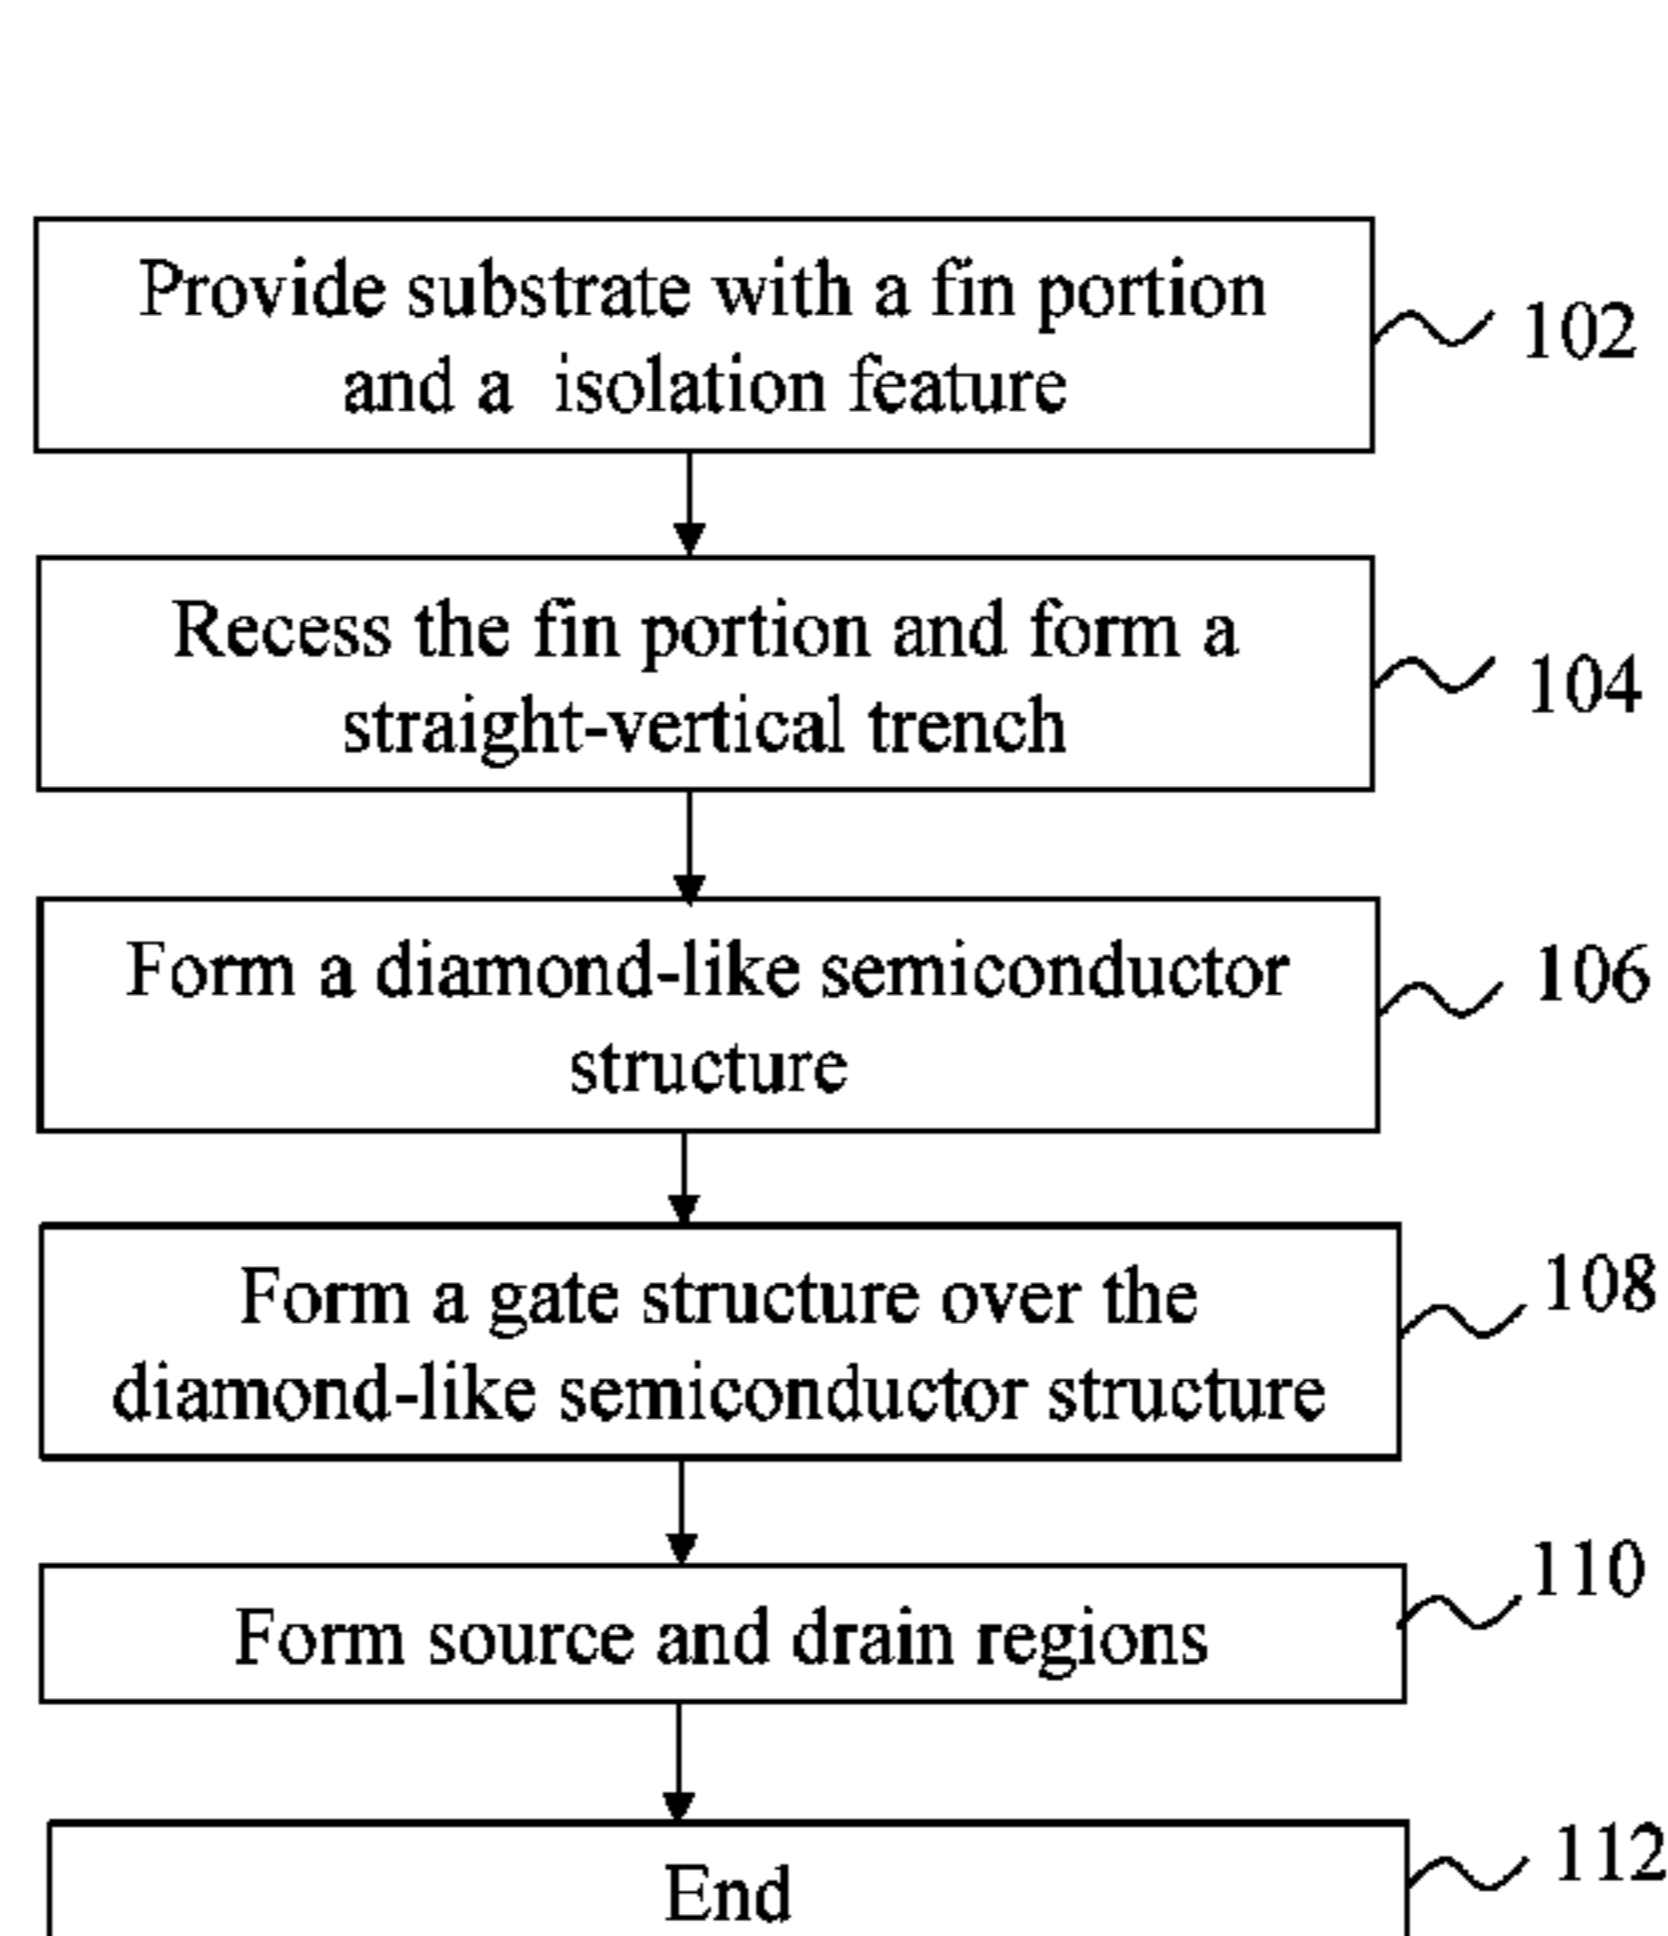 Provide substrate with a fin portion
and a isolation feature
102
Recess the fin portion and form a
straight-vertical trench
104
Form a diamond-like semiconductor
structure
106
Form a gate structure over the
diamond-like semiconductor structure
108
Form source and drain regions
110
End
112